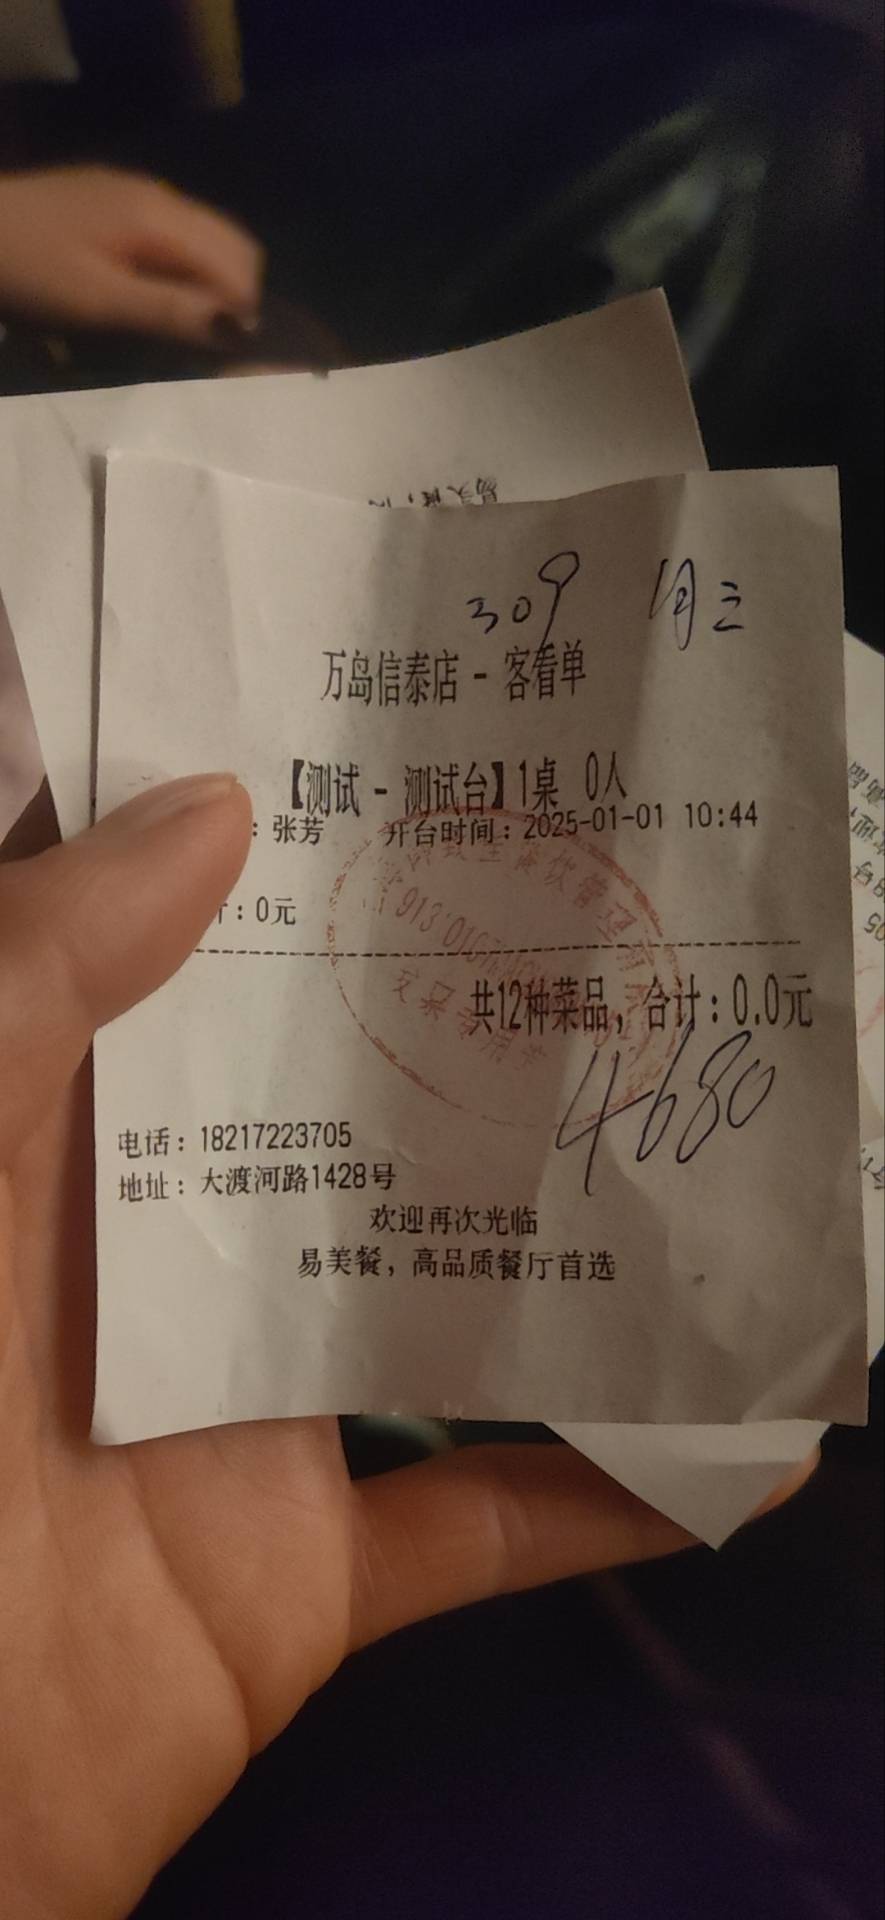 309 周三
万岛信泰店 - 客看单
【测试 - 测试台】1桌 0人
: 张芳 开台时间: 2025-01-01 10:44
: 0元
共12种菜品, 合计: 0.0元
4680
电话: 18217223705
地址: 大渡河路1428号
欢迎再次光临
易美餐, 高品质餐厅首选